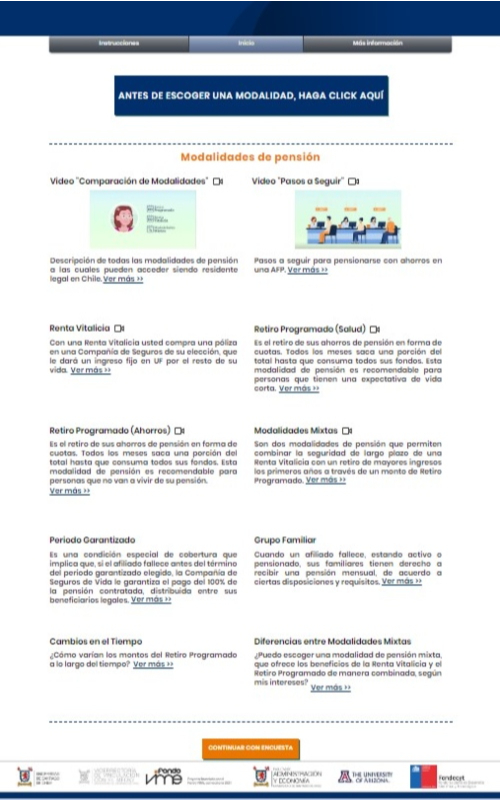 Instrucciones
Inicio
Más información
ANTES DE ESCOGER UNA MODALIDAD, HAGA CLICK AQUÍ
Modalidades de pensión
Video "Comparación de Modalidades"
Descripción de todas las modalidades de pensión
a las cuales pueden acceder siendo residente
legal en Chile. Ver más >>
Video "Pasos a Seguir"
Pasos a seguir para pensionarse con ahorros en
una AFP. Ver más >>
Renta Vitalicia
Con una Renta Vitalicia usted compra una póliza
en una Compañía de Seguros de su elección, que
le dará un ingreso fijo en UF por el resto de su
vida. Ver más >>
Retiro Programado (Salud)
Es el retiro de sus ahorros de pensión en forma de
cuotas. Todos los meses saca una porción del
total hasta que consuma todos sus fondos. Esta
modalidad de pensión es recomendable para
personas que tienen una expectativa de vida
corta. Ver más >>
Retiro Programado (Ahorros)
Es el retiro de sus ahorros de pensión en forma de
cuotas. Todos los meses saca una porción del
total hasta que consuma todos sus fondos. Esta
modalidad de pensión es recomendable para
personas que no van a vivir de su pensión.
Ver más >>
Modalidades Mixtas
Son dos modalidades de pensión que permiten
combinar la seguridad de largo plazo de una
Renta Vitalicia con un retiro de mayores ingresos
los primeros años a través de un monto de Retiro
Programado. Ver más >>
Periodo Garantizado
Es una condición especial de cobertura que
implica que, si el afiliado fallece antes del término
del periodo garantizado elegido, la Compañía de
Seguros de Vida le garantiza el pago del 100% de
la pensión contratada, distribuida entre sus
beneficiarios legales. Ver más >>
Grupo Familiar
Cuando un afiliado fallece, estando activo o
pensionado, sus familiares tienen derecho a
recibir una pensión mensual, de acuerdo a
ciertas disposiciones y requisitos. Ver más >>
Cambios en el Tiempo
¿Cómo varían los montos del Retiro Programado
a lo largo del tiempo? Ver más >>
Diferencias entre Modalidades Mixtas
¿Puedo escoger una modalidad de pensión mixta,
que ofrece los beneficios de la Renta Vitalicia y el
Retiro Programado de manera combinada, según
mis intereses?
Ver más >>
CONTINUAR CON ENCUESTA
fondo
vime
ADMINISTRACIÓN
Y ECONOMÍA
THE UNIVERSITY
OF ARIZONA
Fondecyt